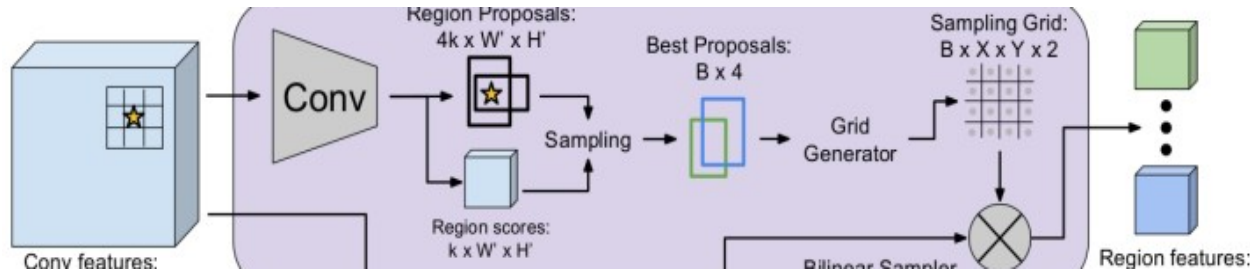 Region Proposals:
4k x W' x H'
Conv
Sampling
Region scores:
k x W' x H'
Best Proposals:
B x 4
Grid
Generator
Sampling Grid:
B x X x Y x 2
Bilinear Sampler
Conv features:
Region features: